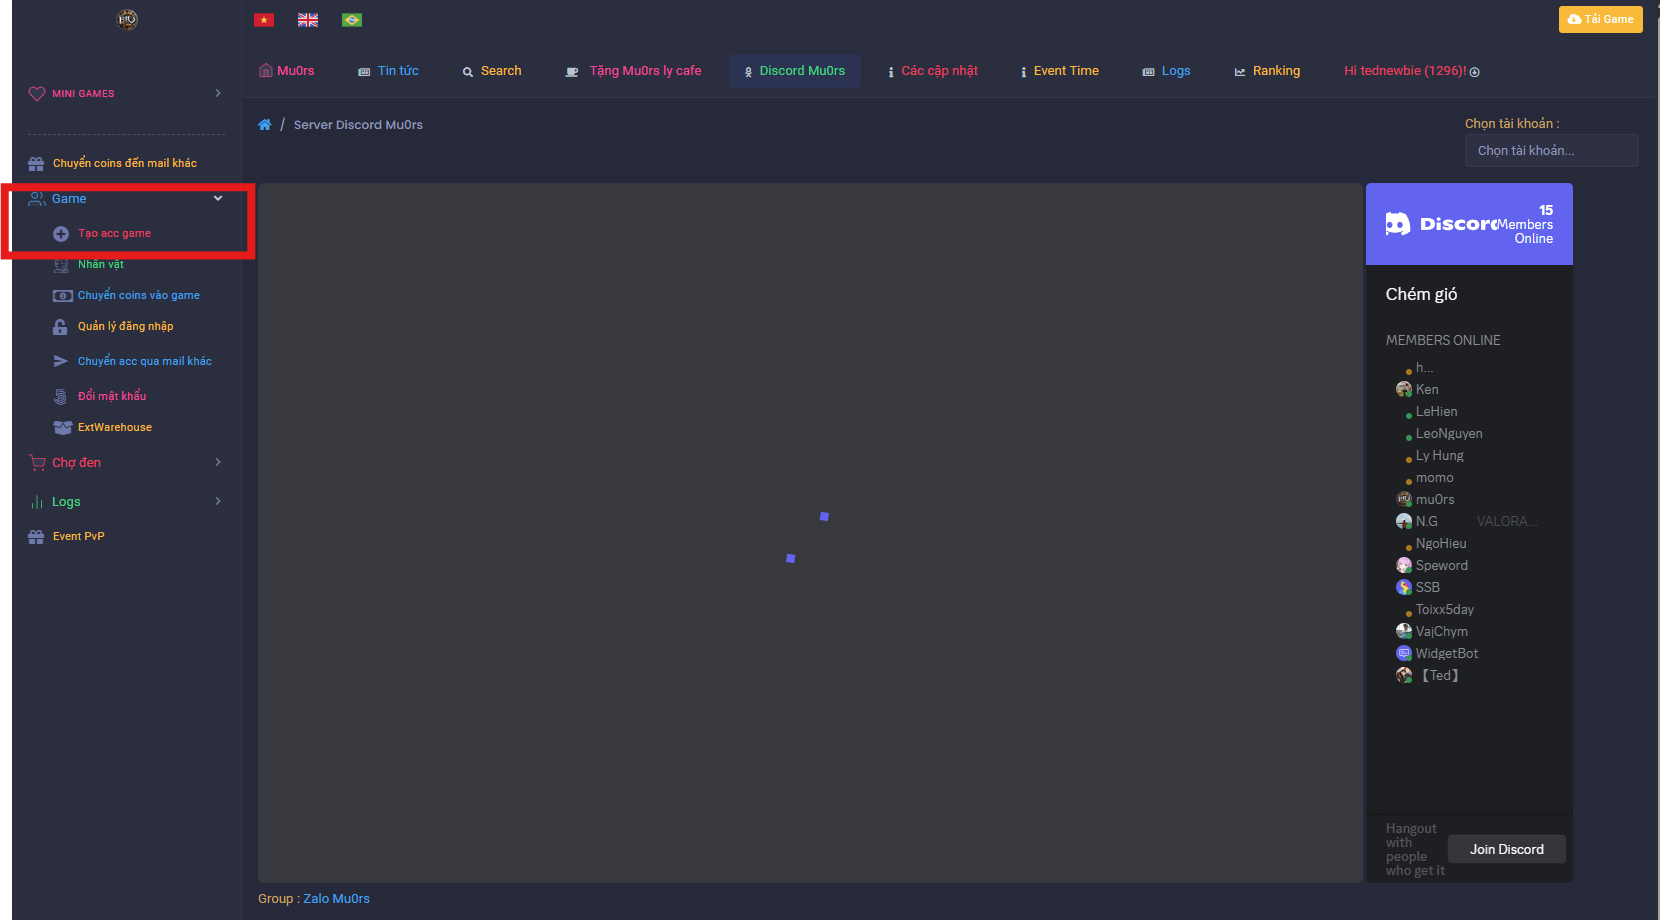 Tải Game
Mu0rs
Tin tức
Search
Tặng Mu0rs ly cafe
Discord Mu0rs
Các cập nhật
Event Time
Logs
Ranking
Hi tednewbie (1296)!
MINI GAMES
Chuyển coins đến mail khác
Game
Tạo acc game
Nhân vật
Chuyển coins vào game
Quản lý đăng nhập
Chuyển acc qua mail khác
Đổi mật khẩu
ExtWarehouse
Chợ đen
Logs
Event PvP
/ Server Discord Mu0rs
Chọn tài khoản :
Chọn tài khoản...
Discord
15
Members
Online
Chém gió
MEMBERS ONLINE
h...
Ken
LeHien
LeoNguyen
Ly Hung
momo
mu0rs
N.G VALORA...
NgoHieu
Speword
SSB
Toixx5day
VajChym
WidgetBot
【Ted】
Hangout
with
people
who get it
Join Discord
Group : Zalo Mu0rs